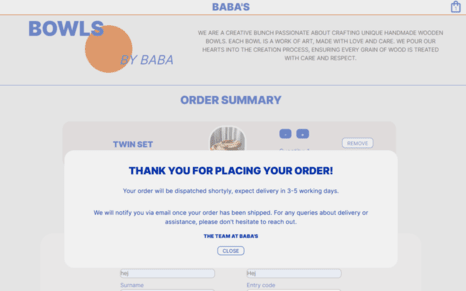 BABA'S
BOWLS
BY BABA
WE ARE A CREATIVE BUNCH PASSIONATE ABOUT CRAFTING UNIQUE HANDMADE WOODEN
BOWLS. EACH BOWL IS A WORK OF ART, MADE WITH LOVE AND CARE. WE POUR OUR
HEARTS INTO THE CREATION PROCESS, ENSURING EVERY GRAIN OF WOOD IS TREATED
WITH CARE AND RESPECT.
ORDER SUMMARY
TWIN SET
REMOVE
THANK YOU FOR PLACING YOUR ORDER!
Your order will be dispatched shortyly, expect delivery in 3-5 working days.
We will notify you via email once your order has been shipped. For any queries about delivery or
assistance, please don't hesitate to reach out.
THE TEAM AT BABA'S
CLOSE
Hej Hej
Surname Entry code